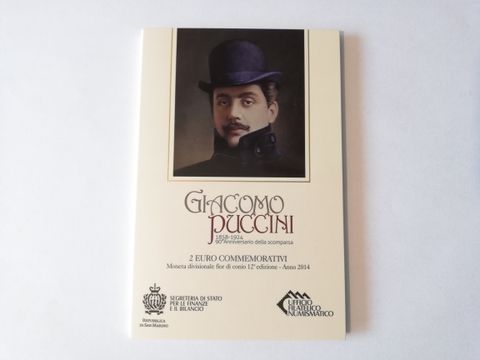 GIACOMO
PUCCINI
1858-1924
90° Anniversario della scomparsa
2 EURO COMMEMORATIVI
Moneta divisionale fior di conio 12ª edizione - Anno 2014
REPUBBLICA
DI SAN MARINO
SEGRETERIA DI STATO
PER LE FINANZE
E IL BILANCIO
UFFICIO
FILATELICO
NUMISMATICO